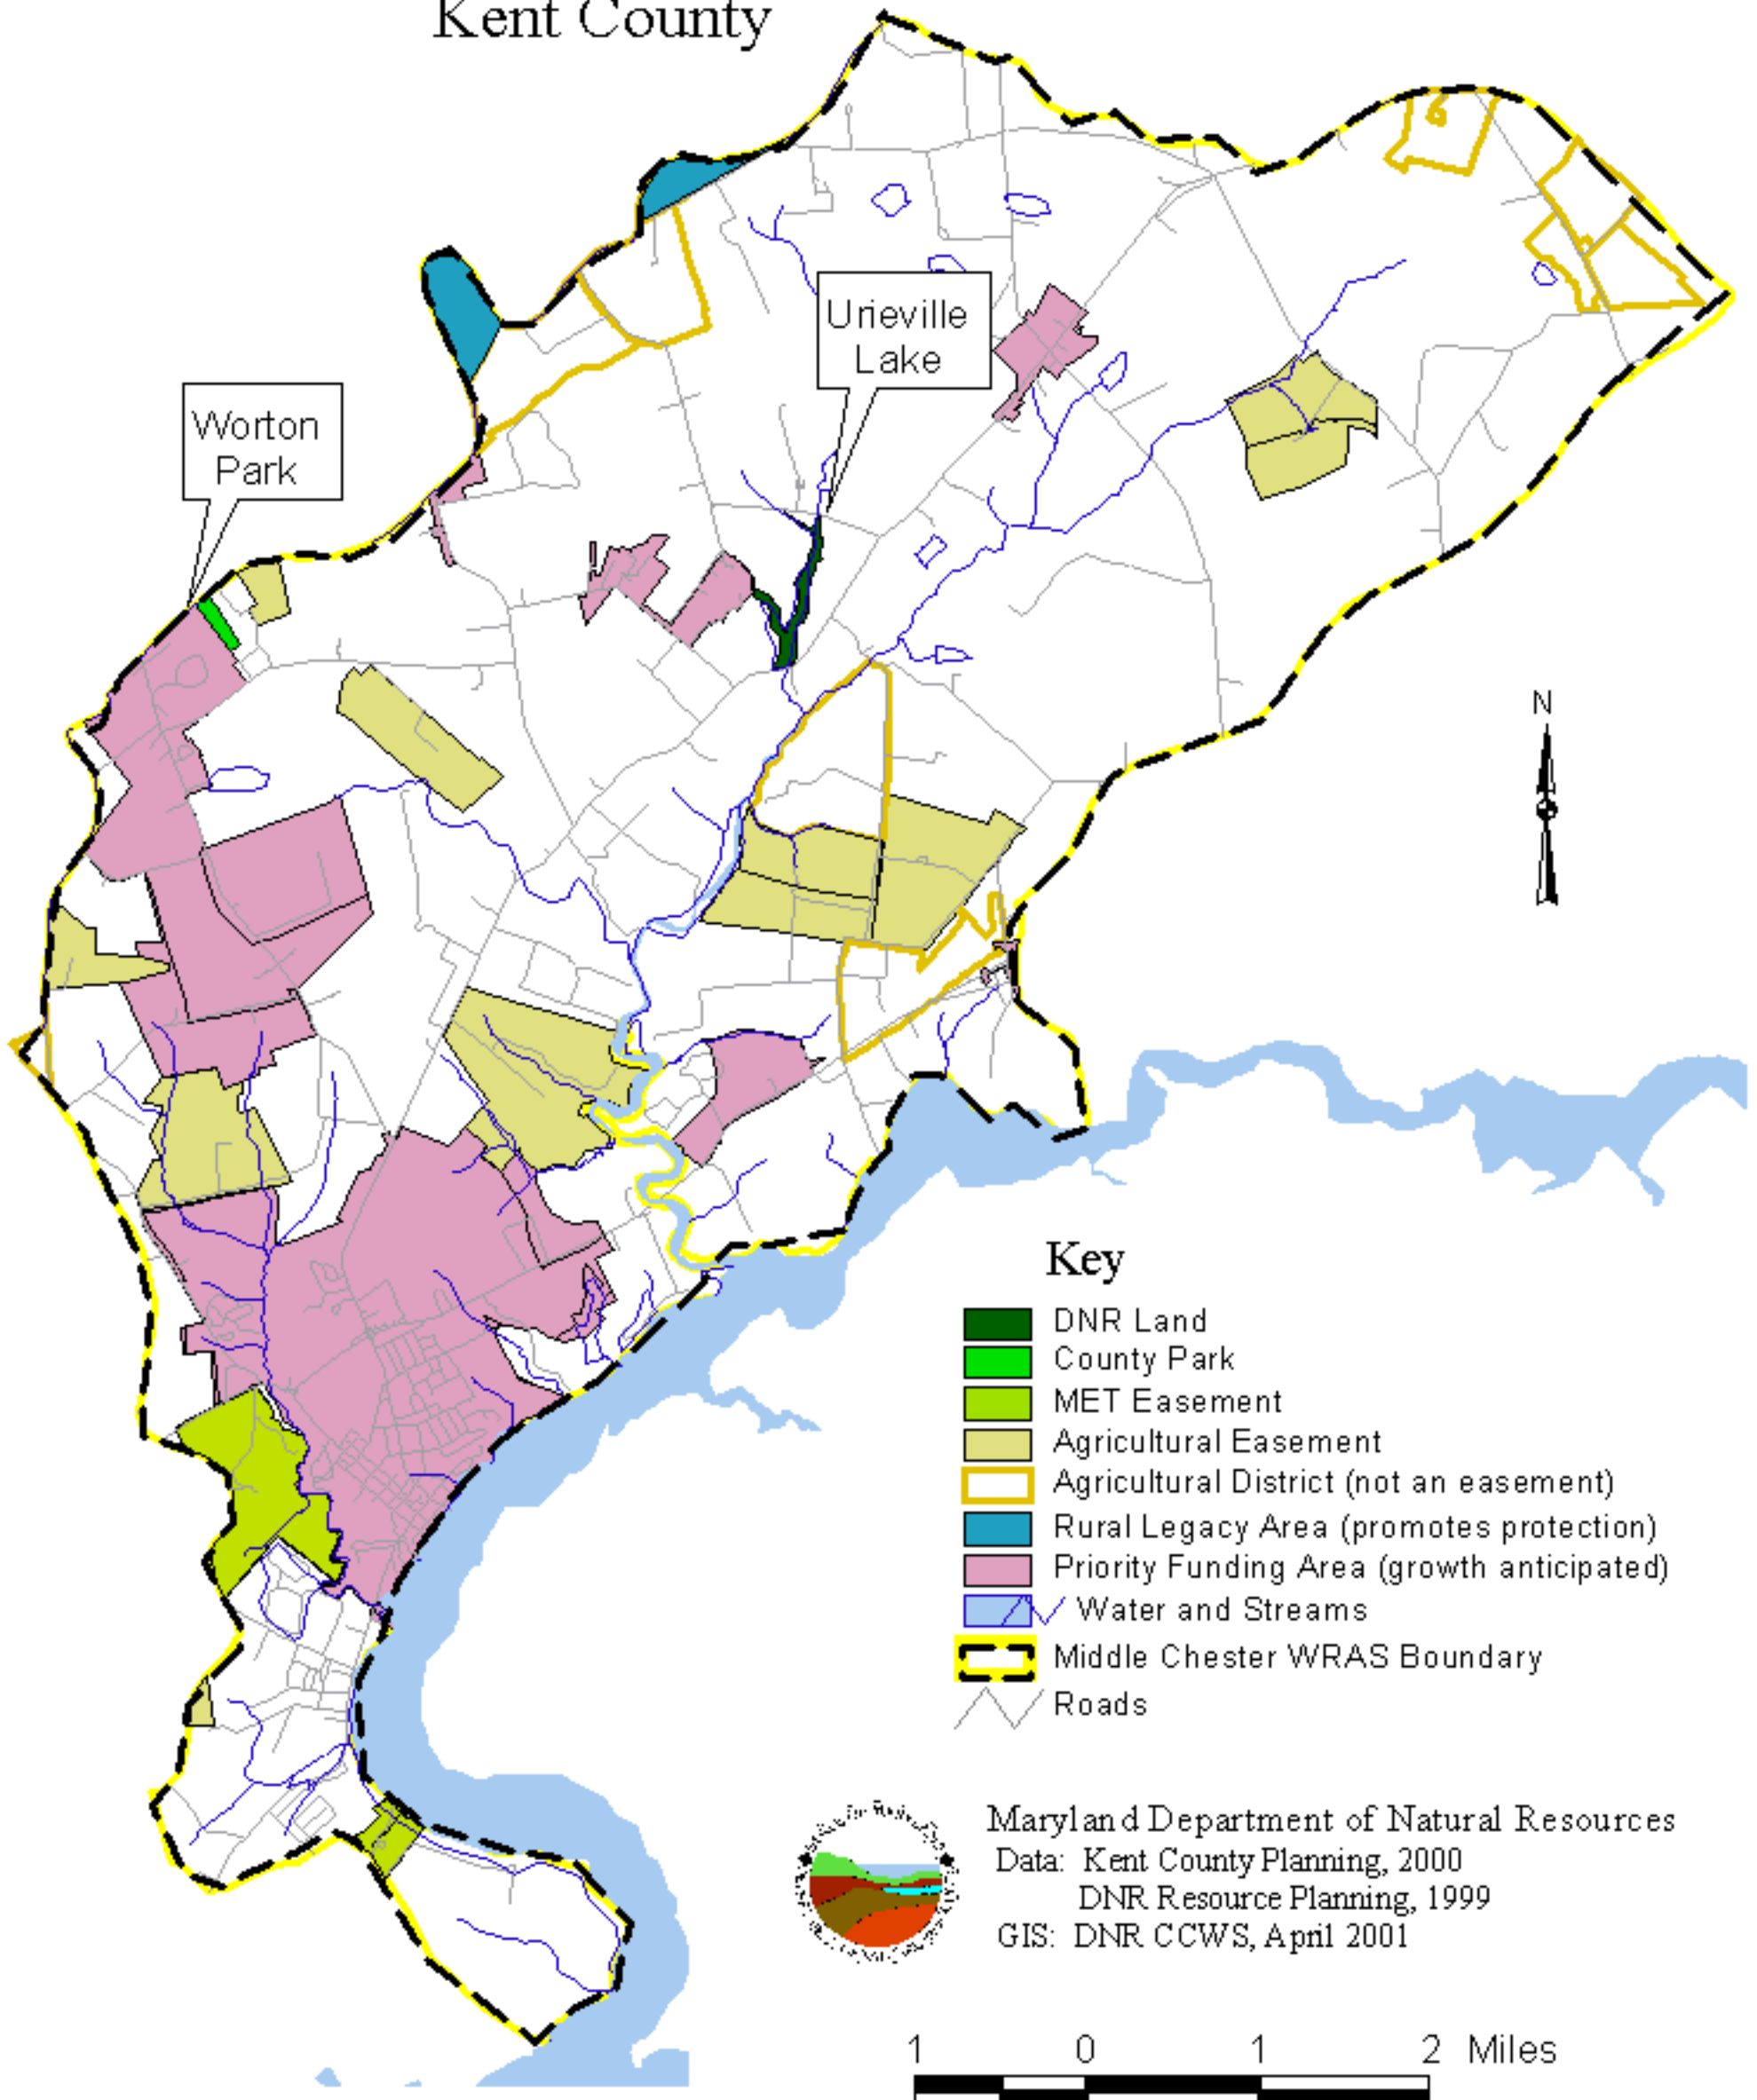 Kent County
Urieville
Lake
Worton
Park
N
Key
DNR Land
County Park
MET Easement
Agricultural Easement
Agricultural District (not an easement)
Rural Legacy Area (promotes protection)
Priority Funding Area (growth anticipated)
Water and Streams
Middle Chester WRAS Boundary
Roads
Maryland Department of Natural Resources
Data: Kent County Planning, 2000
DNR Resource Planning, 1999
GIS: DNR CCWS, April 2001
1 0 1 2 Miles